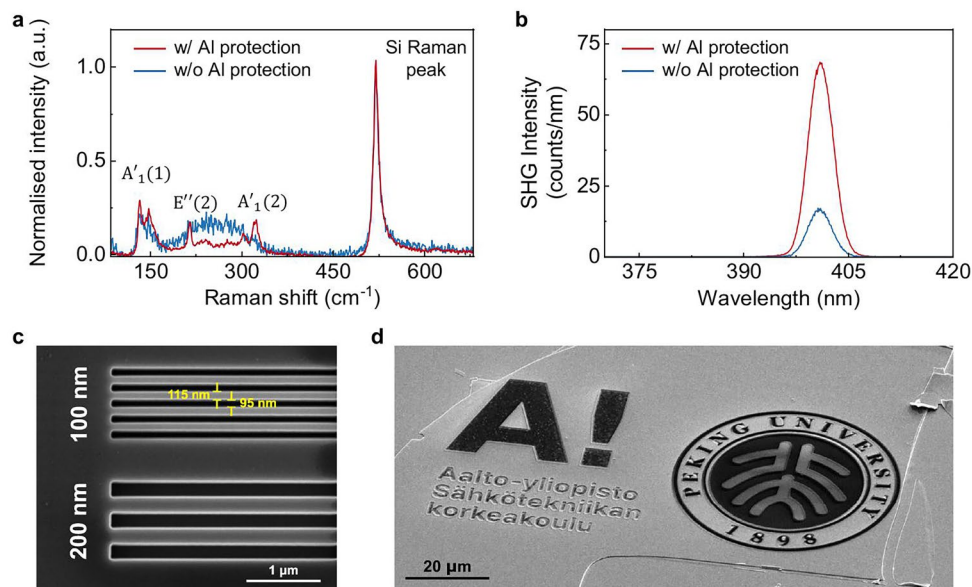 a
w/ Al protection
w/o Al protection
Si Raman
peak
Normalised intensity (a.u.)
1.0
0.5
0.0
A′₁(1)
E′′(2)
A′₁(2)
150
300
450
600
Raman shift (cm⁻¹)
b
w/ Al protection
w/o Al protection
SHG Intensity
(counts/nm)
75
50
25
0
375
390
405
420
Wavelength (nm)
c
100 nm
115 nm
95 nm
200 nm
1 µm
d
A!
Aalto-yliopisto
Sähkötekniikan
korkeakoulu
PEKING UNIVERSITY
1898
20 µm